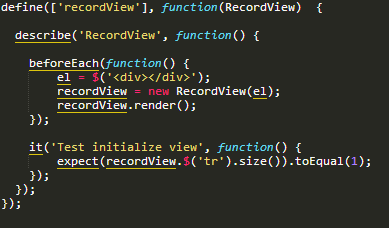 define(['recordView'], function(RecordView)  {
  describe('RecordView', function() {
    beforeEach(function() {
        el = $('<div></div>');
        recordView = new RecordView(el);
        recordView.render();
    });
    it('Test initialize view', function() {
        expect(recordView.$('tr').size()).toEqual(1);
    });
  });
});